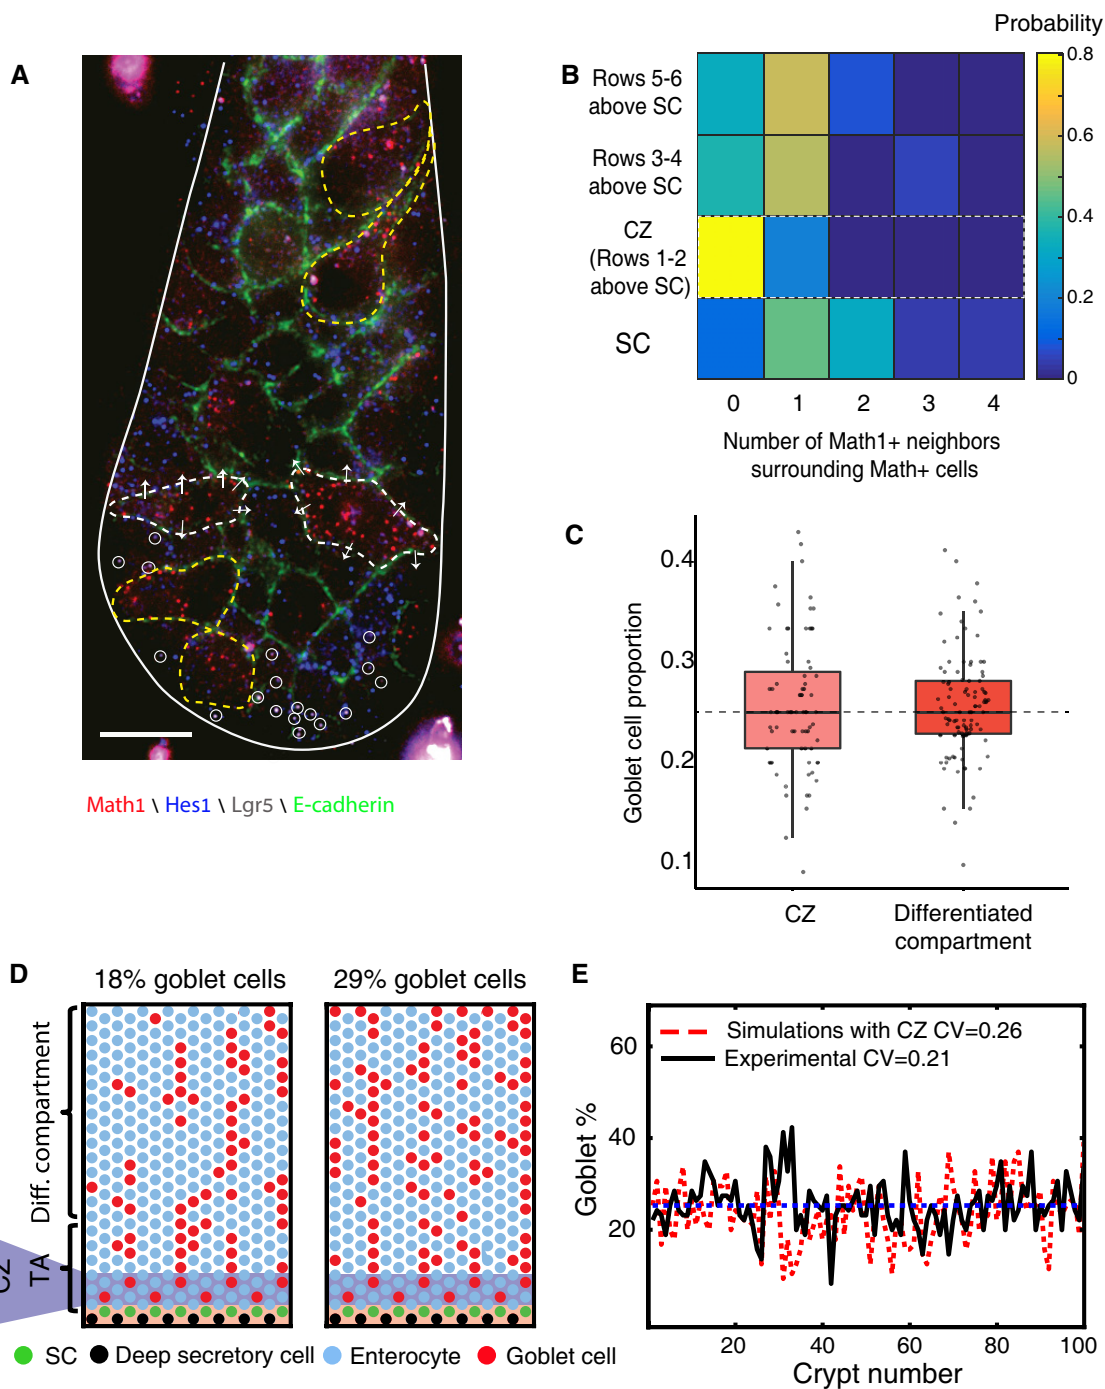 A
Math1 \ Hes1 \ Lgr5 \ E-cadherin
B
Probability
Rows 5-6
above SC
Rows 3-4
above SC
CZ
(Rows 1-2
above SC)
SC
0 1 2 3 4
Number of Math1+ neighbors
surrounding Math+ cells
0.8
0.6
0.4
0.2
0
C
Goblet cell proportion
0.4
0.3
0.2
0.1
CZ
Differentiated
compartment
D
18% goblet cells
29% goblet cells
Diff. compartment
TA
CZ
SC Deep secretory cell Enterocyte Goblet cell
E
Simulations with CZ CV=0.26
Experimental CV=0.21
Goblet %
60
40
20
20 40 60 80 100
Crypt number